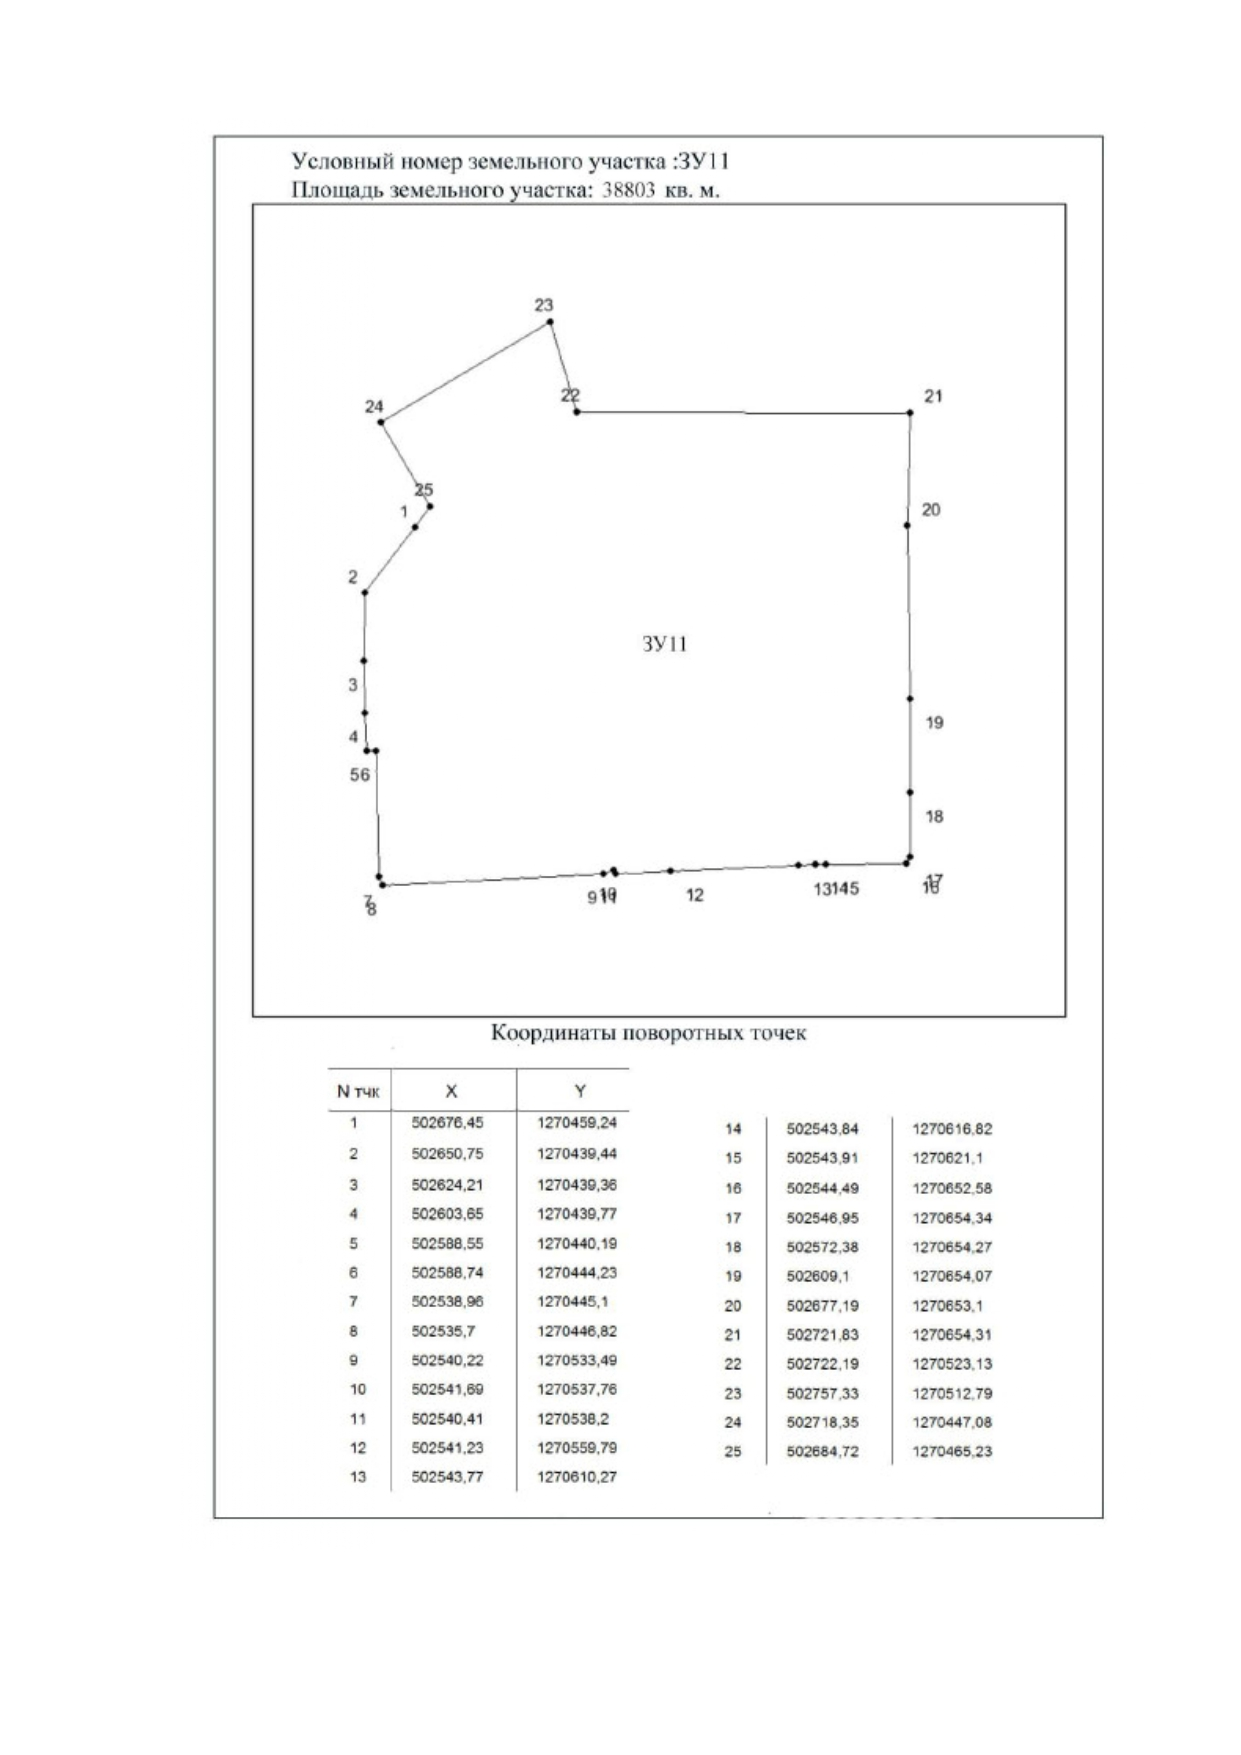 Условный номер земельного участка :ЗУ11
Площадь земельного участка: 38803 кв. м.
23
22
21
24
25
1
20
2
ЗУ11
3
19
4
56
18
7
8
9
10
11
12
13
14
15
17
16
Координаты поворотных точек
N тчк X Y
1 502676,45 1270459,24
2 502650,75 1270439,44
3 502624,21 1270439,36
4 502603,65 1270439,77
5 502588,55 1270440,19
6 502588,74 1270444,23
7 502538,96 1270445,1
8 502535,7 1270446,82
9 502540,22 1270533,49
10 502541,69 1270537,76
11 502540,41 1270538,2
12 502541,23 1270559,79
13 502543,77 1270610,27
14 502543,84 1270616,82
15 502543,91 1270621,1
16 502544,49 1270652,58
17 502546,95 1270654,34
18 502572,38 1270654,27
19 502609,1 1270654,07
20 502677,19 1270653,1
21 502721,83 1270654,31
22 502722,19 1270523,13
23 502757,33 1270512,79
24 502718,35 1270447,08
25 502684,72 1270465,23